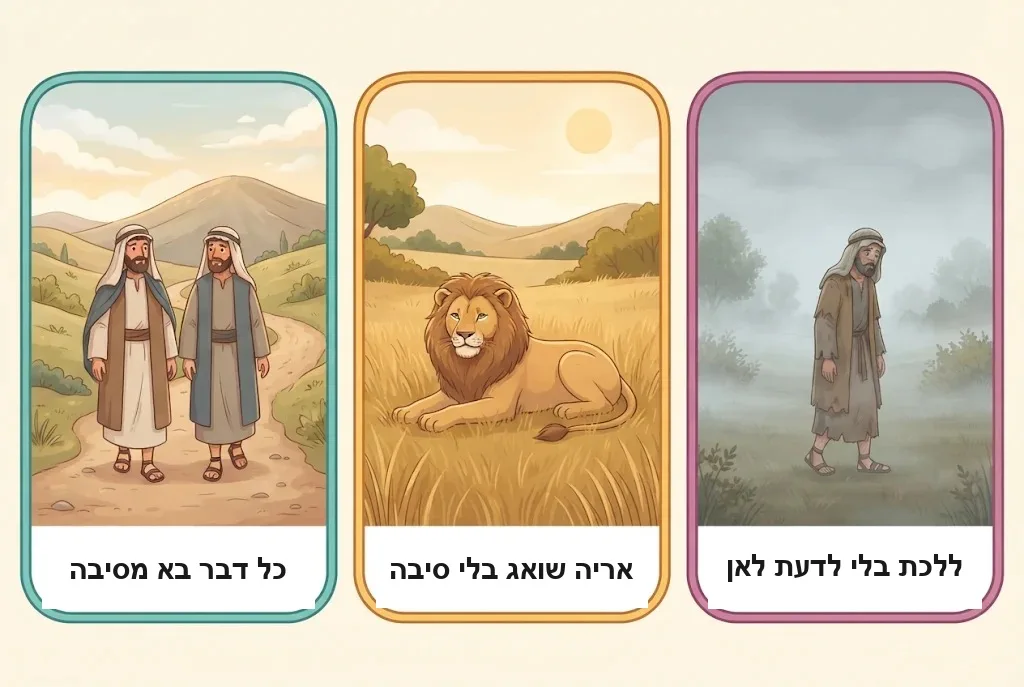 ללכת בלי לדעת לאן
אריה שואג בלי סיבה
כל דבר בא מסיבה